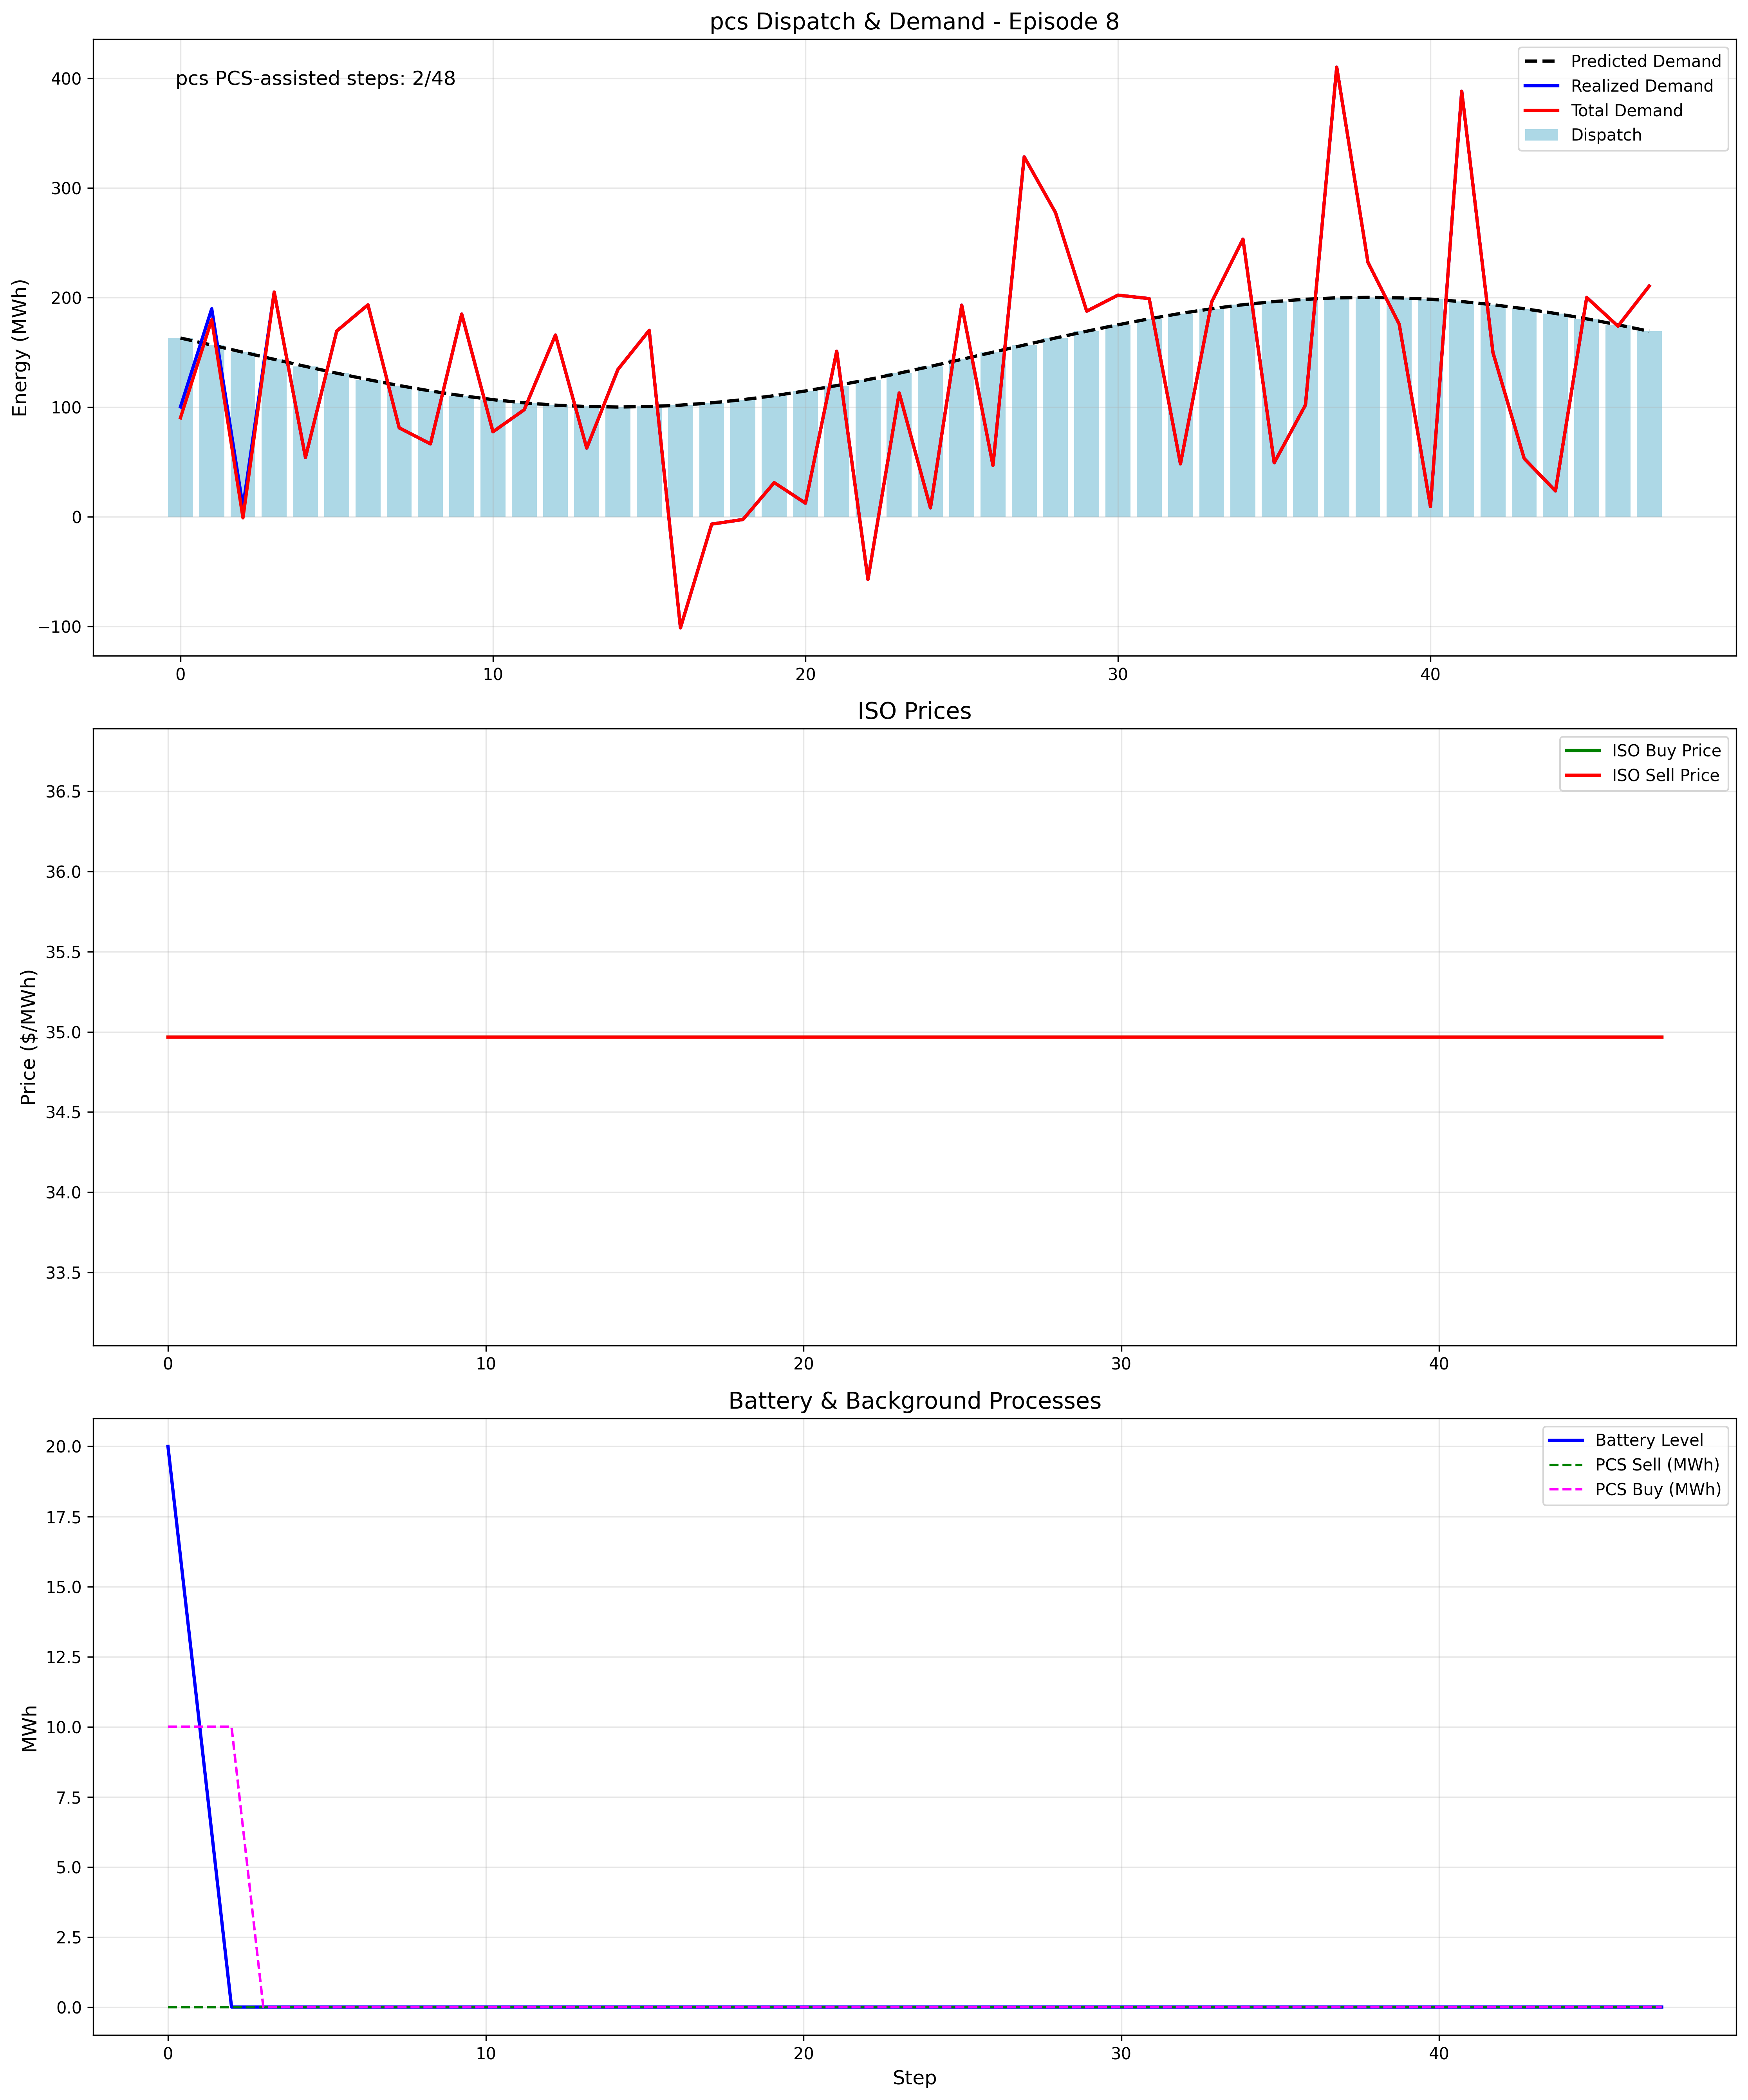 pcs Dispatch & Demand - Episode 8
pcs PCS-assisted steps: 2/48
Predicted Demand
Realized Demand
Total Demand
Dispatch
Energy (MWh)
400
300
200
100
0
−100
0 10 20 30 40
ISO Prices
ISO Buy Price
ISO Sell Price
Price ($/MWh)
36.5
36.0
35.5
35.0
34.5
34.0
33.5
0 10 20 30 40
Battery & Background Processes
Battery Level
PCS Sell (MWh)
PCS Buy (MWh)
MWh
20.0
17.5
15.0
12.5
10.0
7.5
5.0
2.5
0.0
0 10 20 30 40
Step